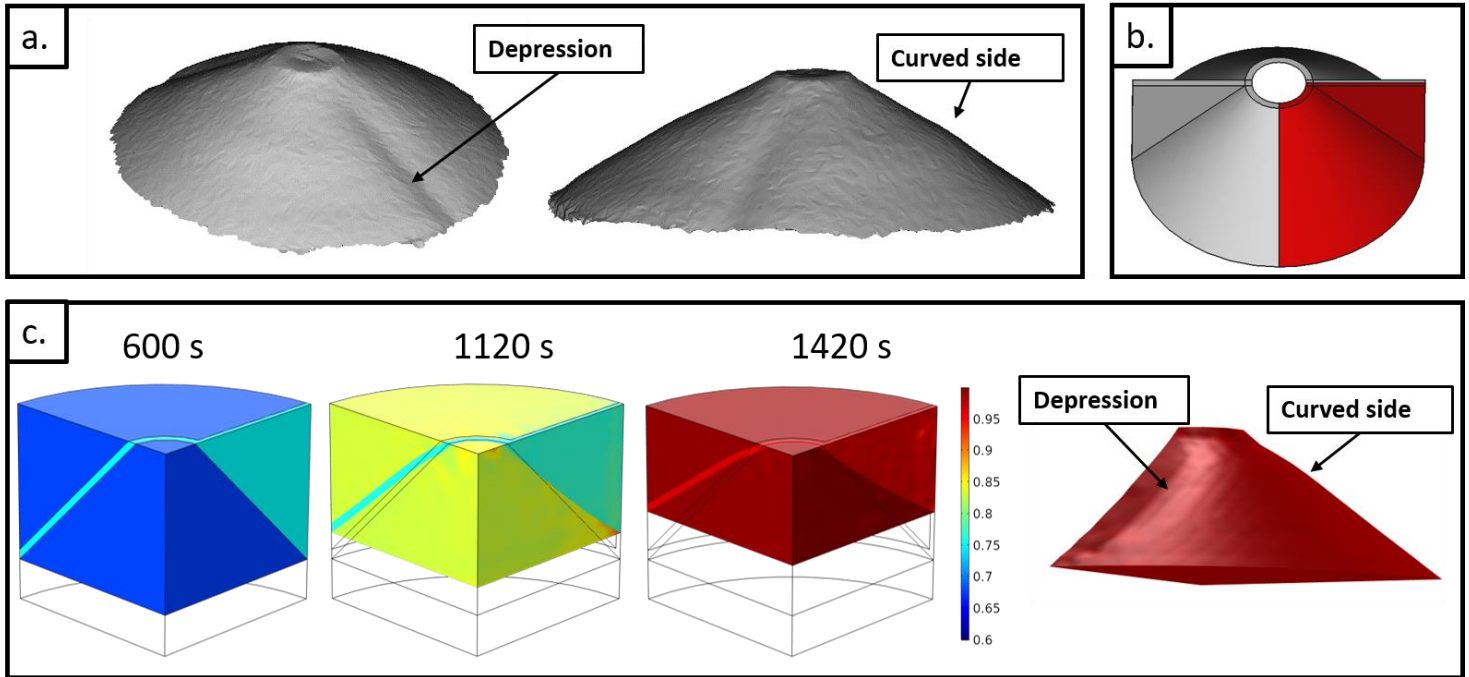 a.
Depression
Curved side
b.
c.
600 s
1120 s
1420 s
0.95
0.9
0.85
0.8
0.75
0.7
0.65
0.6
Depression
Curved side